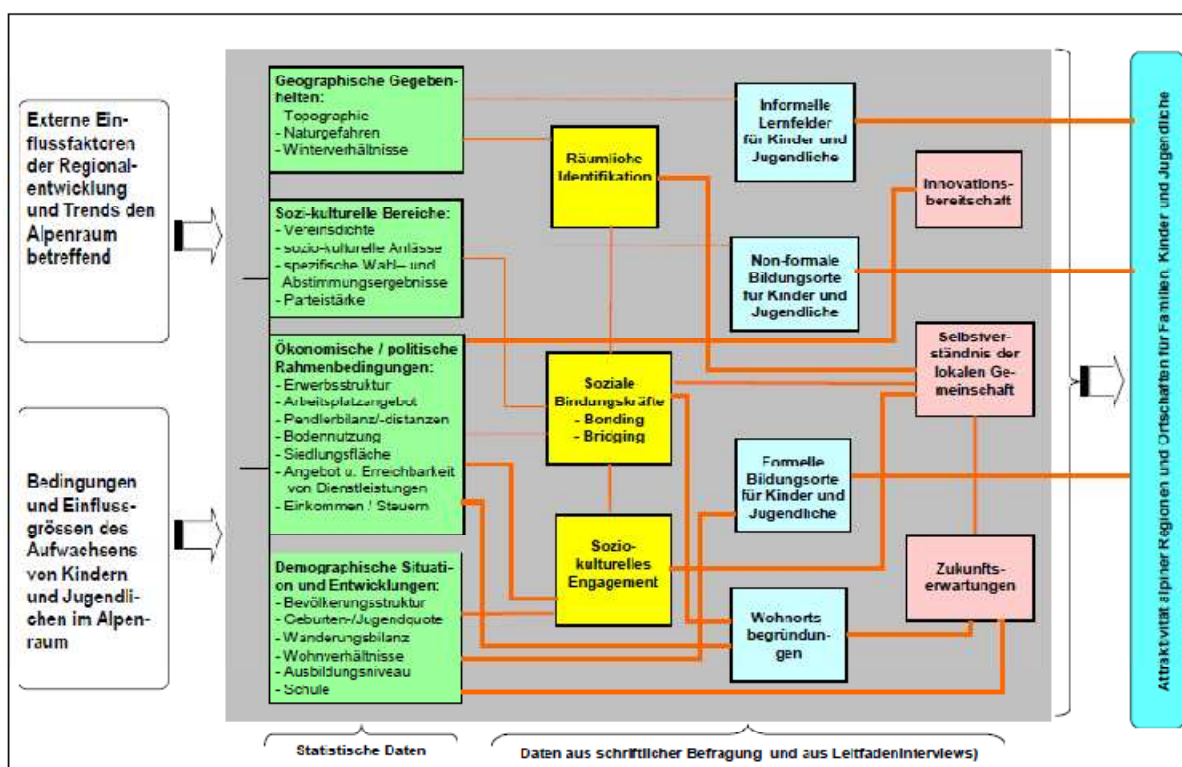 Externe Ein-
flussfaktoren
der Regional-
entwicklung
und Trends den
Alpenraum
betreffend
Bedingungen
und Einfluss-
grössen des
Aufwachsens
von Kindern
und Jugendli-
chen im Alpen-
raum
Geographische Gegeben-
heiten:
- Topographie
- Naturgefahren
- Winterverhältnisse
Sozi-kulturelle Bereiche:
- Vereinsdichte
- sozio-kulturelle Anlässe
- spezifische Wahl– und
Abstimmungsergebnisse
- Parteistärke
Ökonomische / politische
Rahmenbedingungen:
- Erwerbsstruktur
- Arbeitsplatzangebot
- Pendlerbilanz/-distanzen
- Bodennutzung
- Siedlungsfläche
- Angebot u. Erreichbarkeit
von Dienstleistungen
- Einkommen / Steuern
Demographische Situati-
on und Entwicklungen:
- Bevölkerungsstruktur
- Geburten-/Jugendquote
- Wanderungsbilanz
- Wohnverhältnisse
- Ausbildungsniveau
- Schule
Räumliche
Identifikation
Soziale
Bindungskräfte
- Bonding
- Bridging
Sozio-
kulturelles
Engagement
Informelle
Lernfelder
für Kinder und
Jugendliche
Non-formale
Bildungsorte
für Kinder und
Jugendliche
Formelle
Bildungsorte
für Kinder und
Jugendliche
Wohnorts
begründun-
gen
Innovations-
bereitschaft
Selbstver-
ständnis der
lokalen Ge-
meinschaft
Zukunfts-
erwartungen
Attraktivität alpiner Regionen und Ortschaften für Familien, Kinder und Jugendliche
Statistische Daten
Daten aus schriftlicher Befragung und aus Leitfadeninterviews)